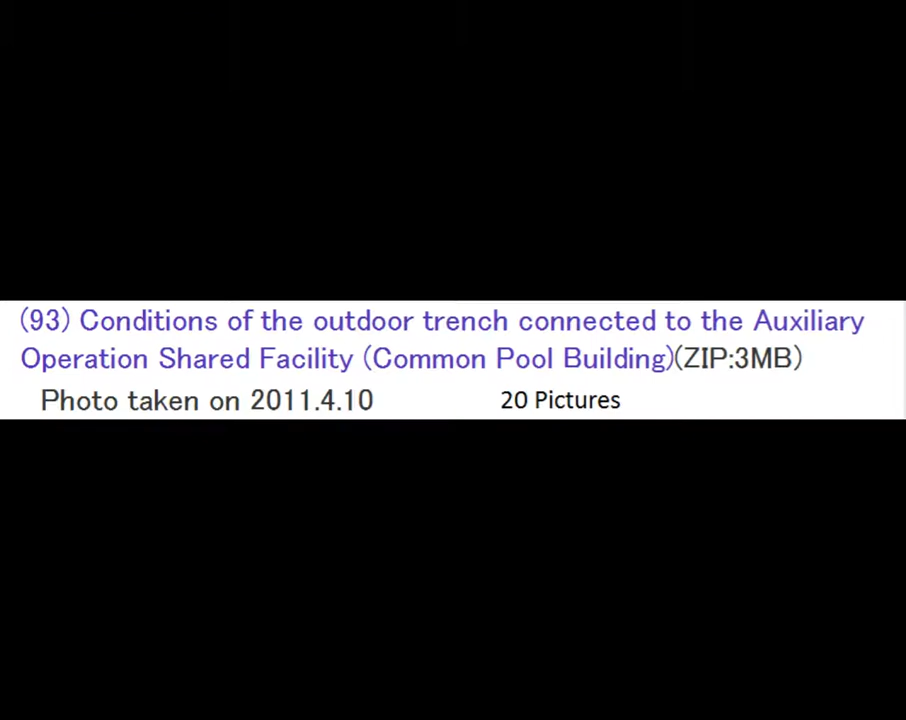 (93) Conditions of the outdoor trench connected to the Auxiliary
Operation Shared Facility (Common Pool Building)(ZIP:3MB)
Photo taken on 2011.4.10 20 Pictures